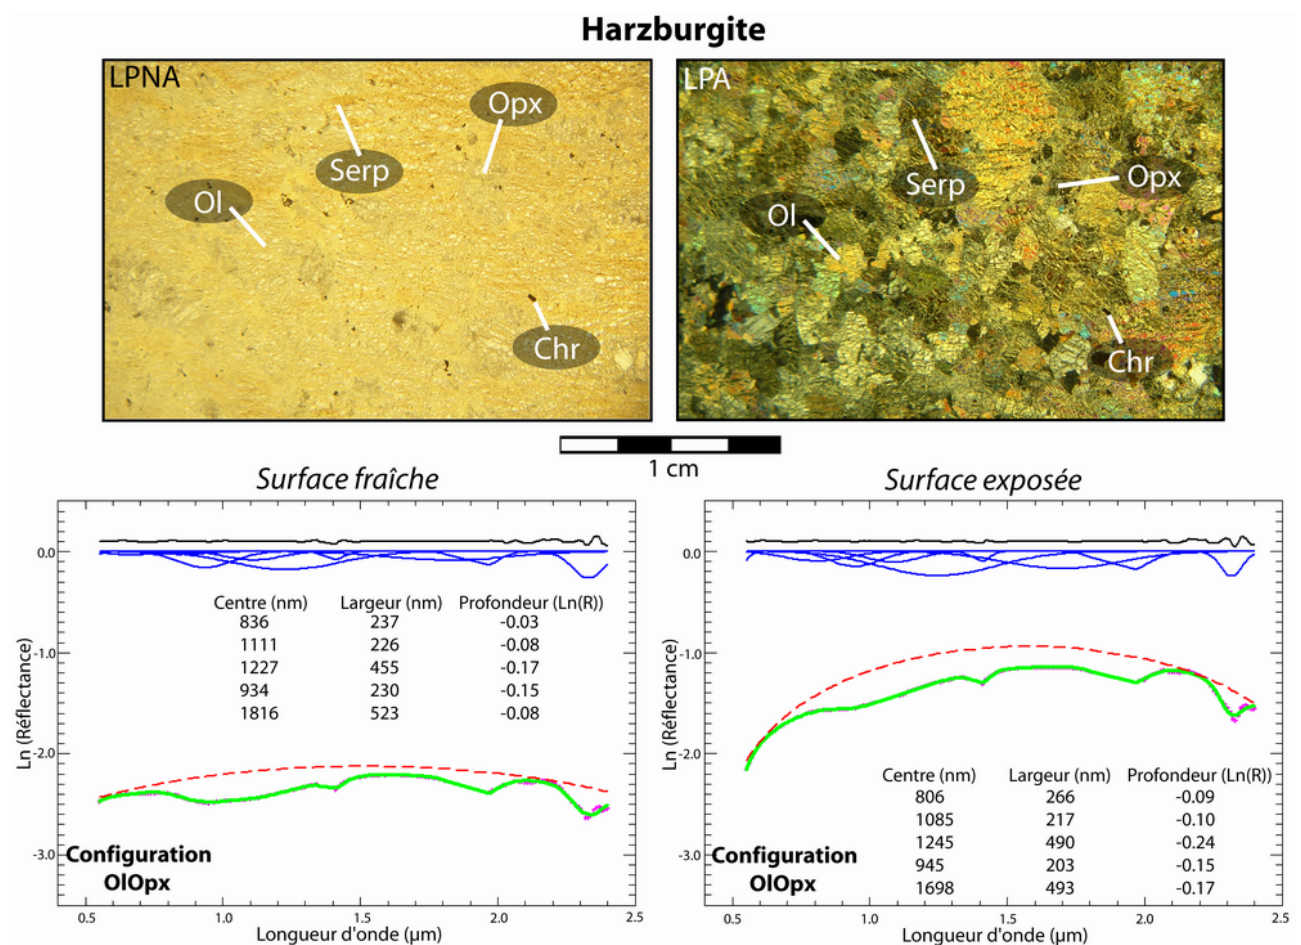 Harzburgite
LPNA
Opx
Serp
Ol
Chr
LPA
Serp
Opx
Ol
Chr
1 cm
Surface fraîche
Surface exposée
Ln (Réflectance)
0.0
-1.0
-2.0
-3.0
Centre (nm) Largeur (nm) Profondeur (Ln(R))
836 237 -0.03
1111 226 -0.08
1227 455 -0.17
934 230 -0.15
1816 523 -0.08
Configuration
OlOpx
0.5 1.0 1.5 2.0 2.5
Longueur d'onde (µm)
Ln (Réflectance)
0.0
-1.0
-2.0
-3.0
Centre (nm) Largeur (nm) Profondeur (Ln(R))
806 266 -0.09
1085 217 -0.10
1245 490 -0.24
945 203 -0.15
1698 493 -0.17
Configuration
OlOpx
0.5 1.0 1.5 2.0 2.5
Longueur d'onde (µm)